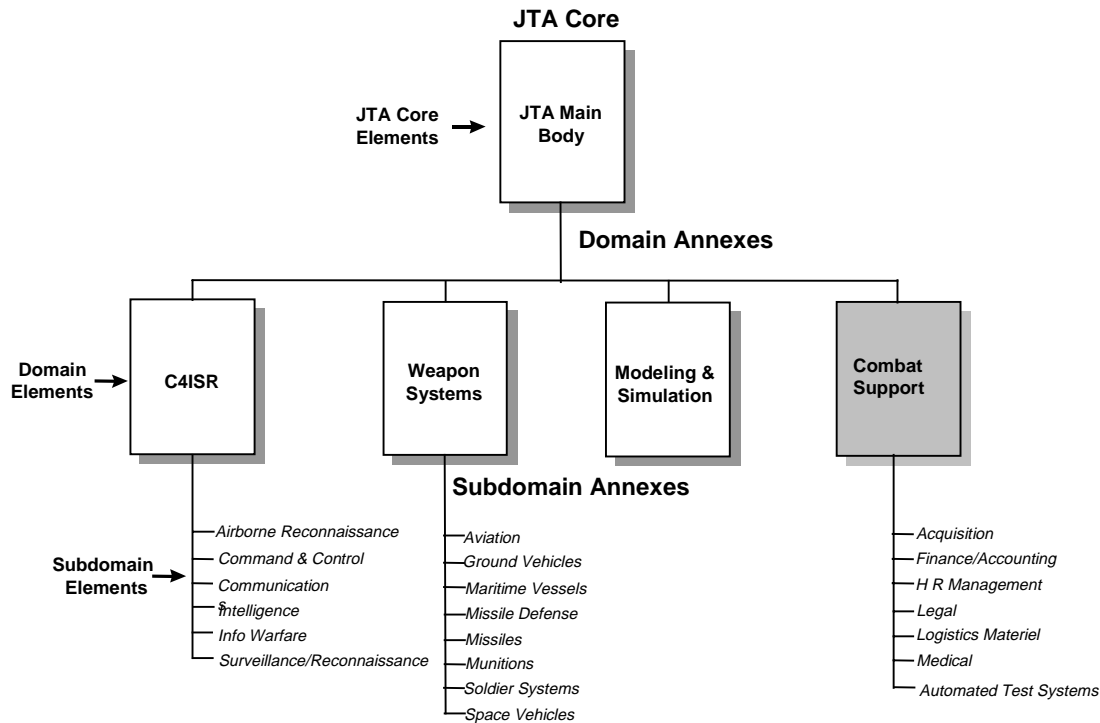 JTA Core
JTA Core
Elements
JTA Main
Body
Domain Annexes
Domain
Elements
C4ISR
Weapon
Systems
Modeling &
Simulation
Combat
Support
Subdomain Annexes
Subdomain
Elements
Airborne Reconnaissance
Command & Control
Communication
s
Intelligence
Info Warfare
Surveillance/Reconnaissance
Aviation
Ground Vehicles
Maritime Vessels
Missile Defense
Missiles
Munitions
Soldier Systems
Space Vehicles
Acquisition
Finance/Accounting
H R Management
Legal
Logistics Materiel
Medical
Automated Test Systems